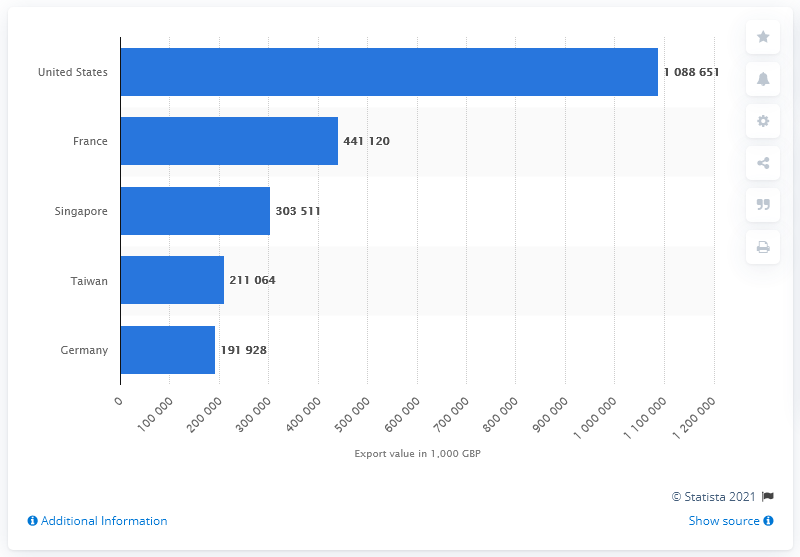 United States
1 088 651
France
441 120
Singapore
303 511
Taiwan
211 064
Germany
191 928
0
100 000
200 000
300 000
400 000
500 000
600 000
700 000
800 000
900 000
1 000 000
1 100 000
1 200 000
Export value in 1,000 GBP
© Statista 2021
Additional Information
Show source